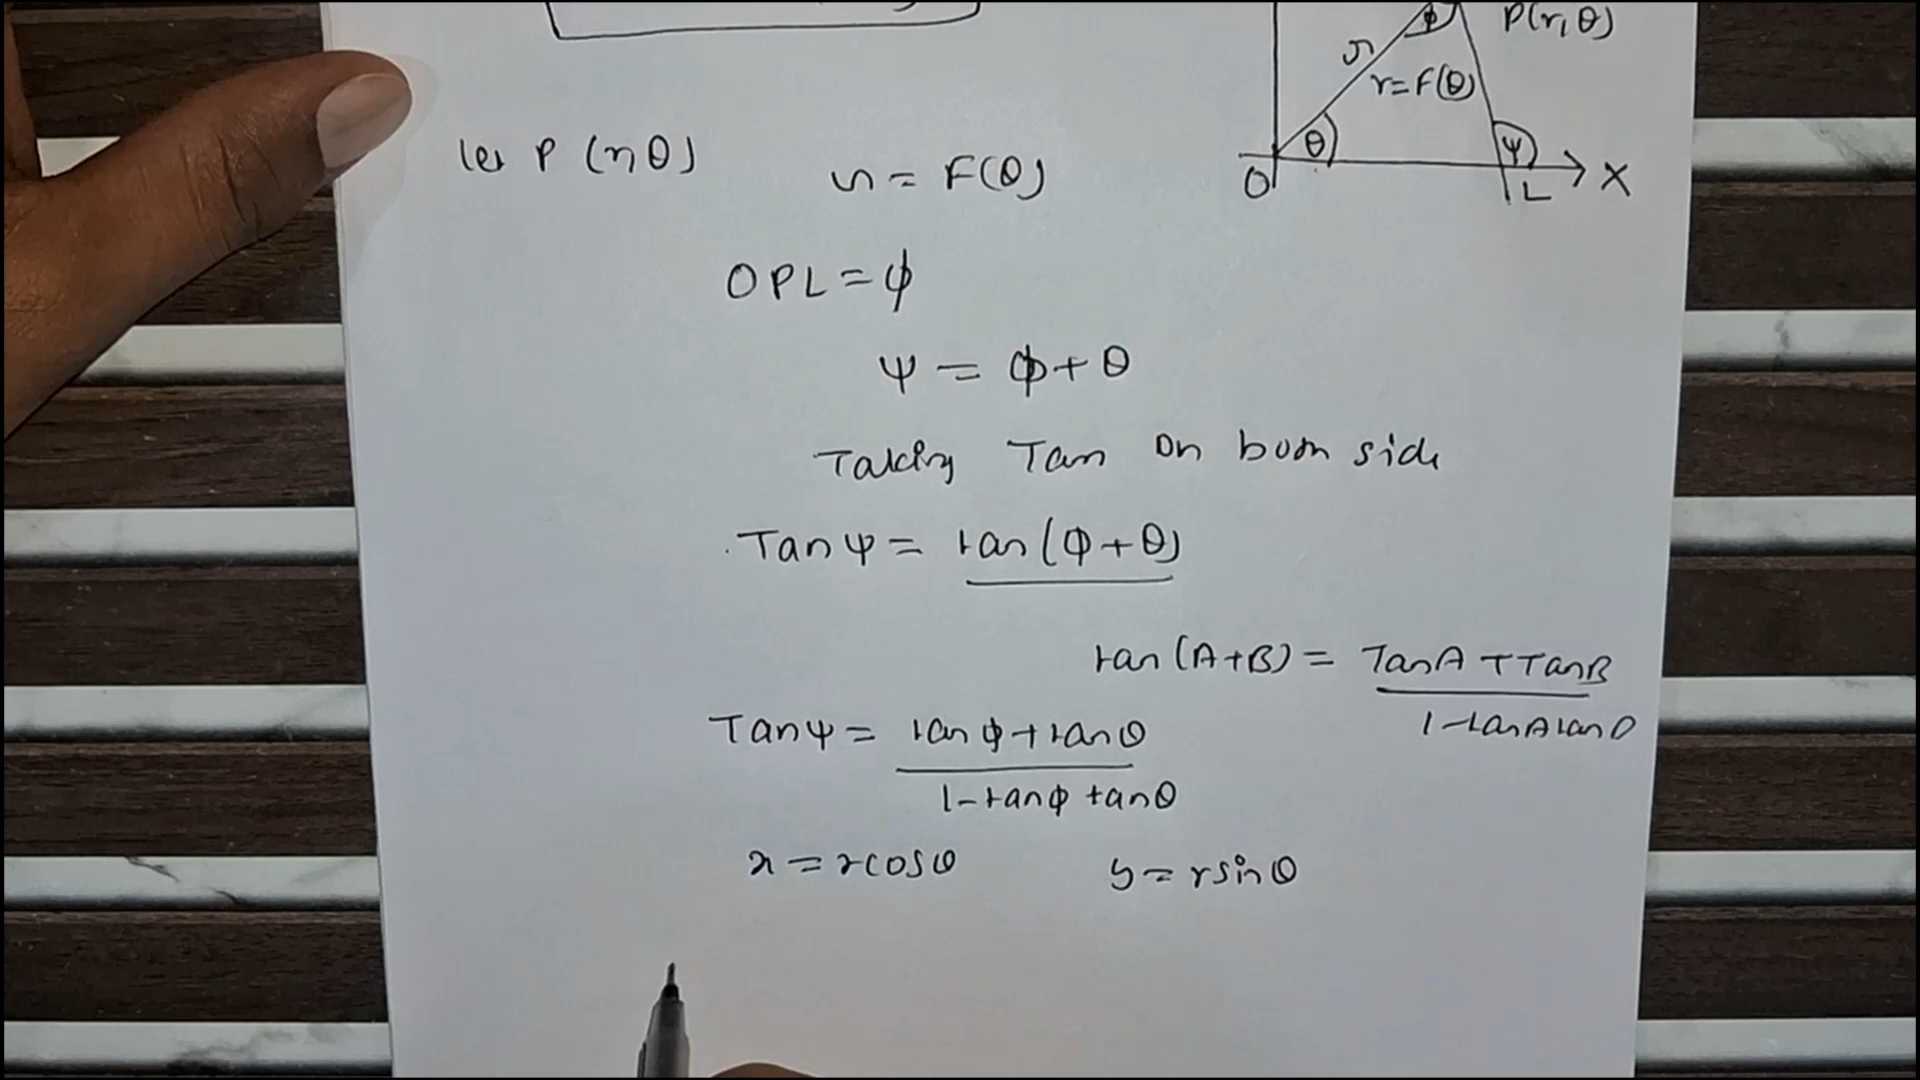 P(r, θ)
φ
r
r=F(θ)
θ
ψ
O
L
X
let P (r, θ)
r = F(θ)
OPL = φ
ψ = φ + θ
Taking Tan on both side
Tan ψ = tan (φ + θ)
tan (A+B) = TanA + TanB
1 - tanA tan
Tan ψ = tan φ + tan θ
1 - tan φ tan θ
x = r cos θ
y = r sin θ